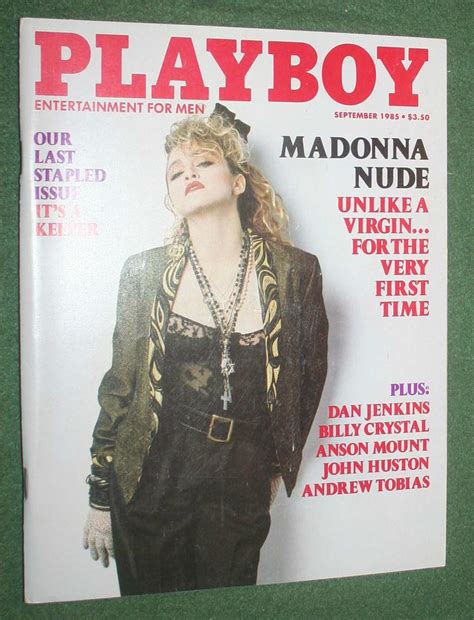 PLAYBOY
ENTERTAINMENT FOR MEN
SEPTEMBER 1985 • $3.50
OUR
LAST
STAPLED
ISSUE
IT'S A
KEEPER
MADONNA
NUDE
UNLIKE A
VIRGIN...
FOR THE
VERY
FIRST
TIME
PLUS:
DAN JENKINS
BILLY CRYSTAL
ANSON MOUNT
JOHN HUSTON
ANDREW TOBIAS